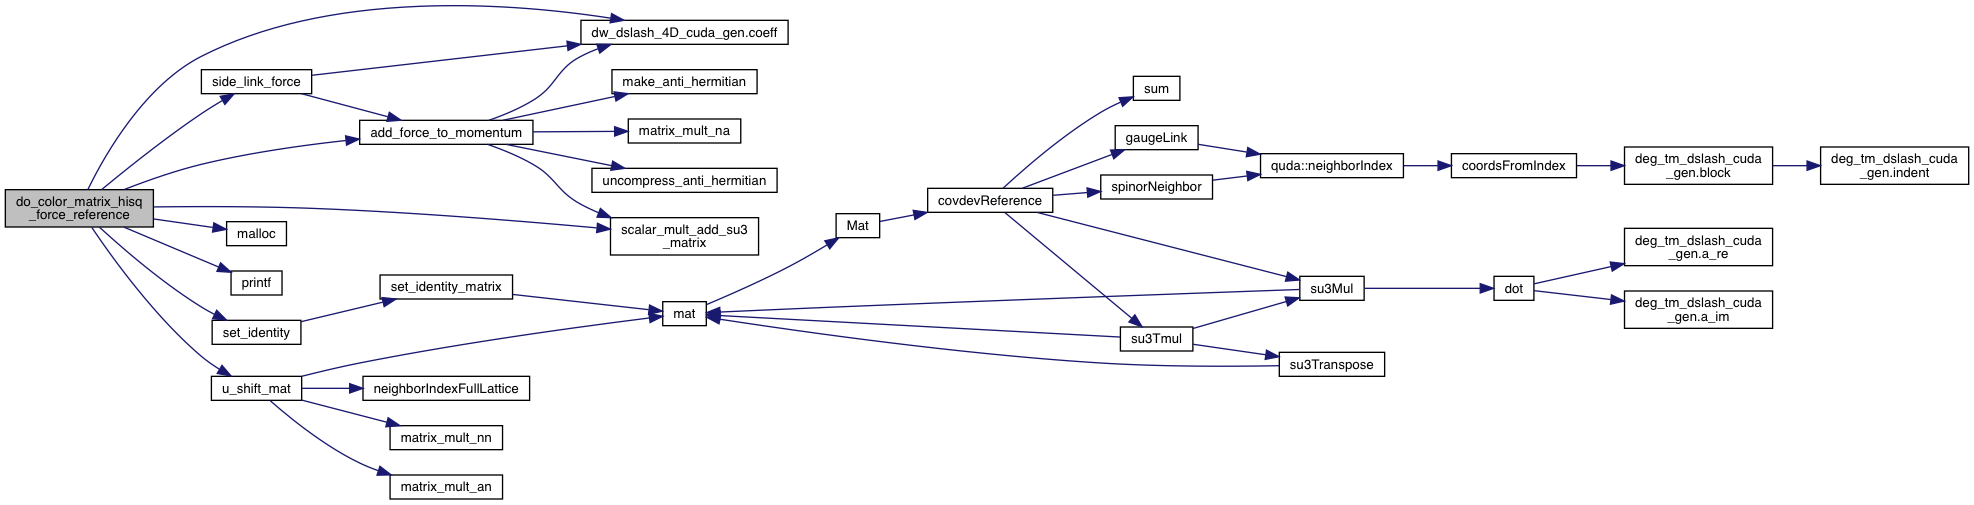 do_color_matrix_hisq
_force_reference
dw_dslash_4D_cuda_gen.coeff
side_link_force
make_anti_hermitian
add_force_to_momentum
matrix_mult_na
uncompress_anti_hermitian
malloc
scalar_mult_add_su3
_matrix
printf
set_identity_matrix
set_identity
mat
u_shift_mat
neighborIndexFullLattice
matrix_mult_nn
matrix_mult_an
Mat
covdevReference
sum
gaugeLink
spinorNeighbor
quda::neighborIndex
coordsFromIndex
deg_tm_dslash_cuda
_gen.block
deg_tm_dslash_cuda
_gen.indent
su3Mul
su3Tmul
su3Transpose
dot
deg_tm_dslash_cuda
_gen.a_re
deg_tm_dslash_cuda
_gen.a_im